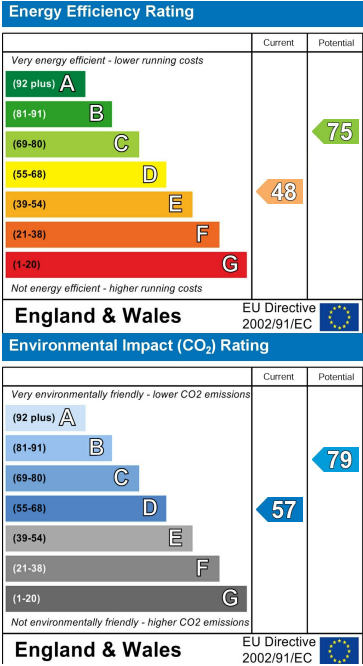 Energy Efficiency Rating
Current Potential
Very energy efficient - lower running costs
(92 plus) A
(81-91) B
(69-80) C
(55-68) D
(39-54) E
(21-38) F
(1-20) G
48
75
Not energy efficient - higher running costs
England & Wales
EU Directive
2002/91/EC
Environmental Impact (CO₂) Rating
Current Potential
Very environmentally friendly - lower CO2 emissions
(92 plus) A
(81-91) B
(69-80) C
(55-68) D
(39-54) E
(21-38) F
(1-20) G
57
79
Not environmentally friendly - higher CO2 emissions
England & Wales
EU Directive
2002/91/EC